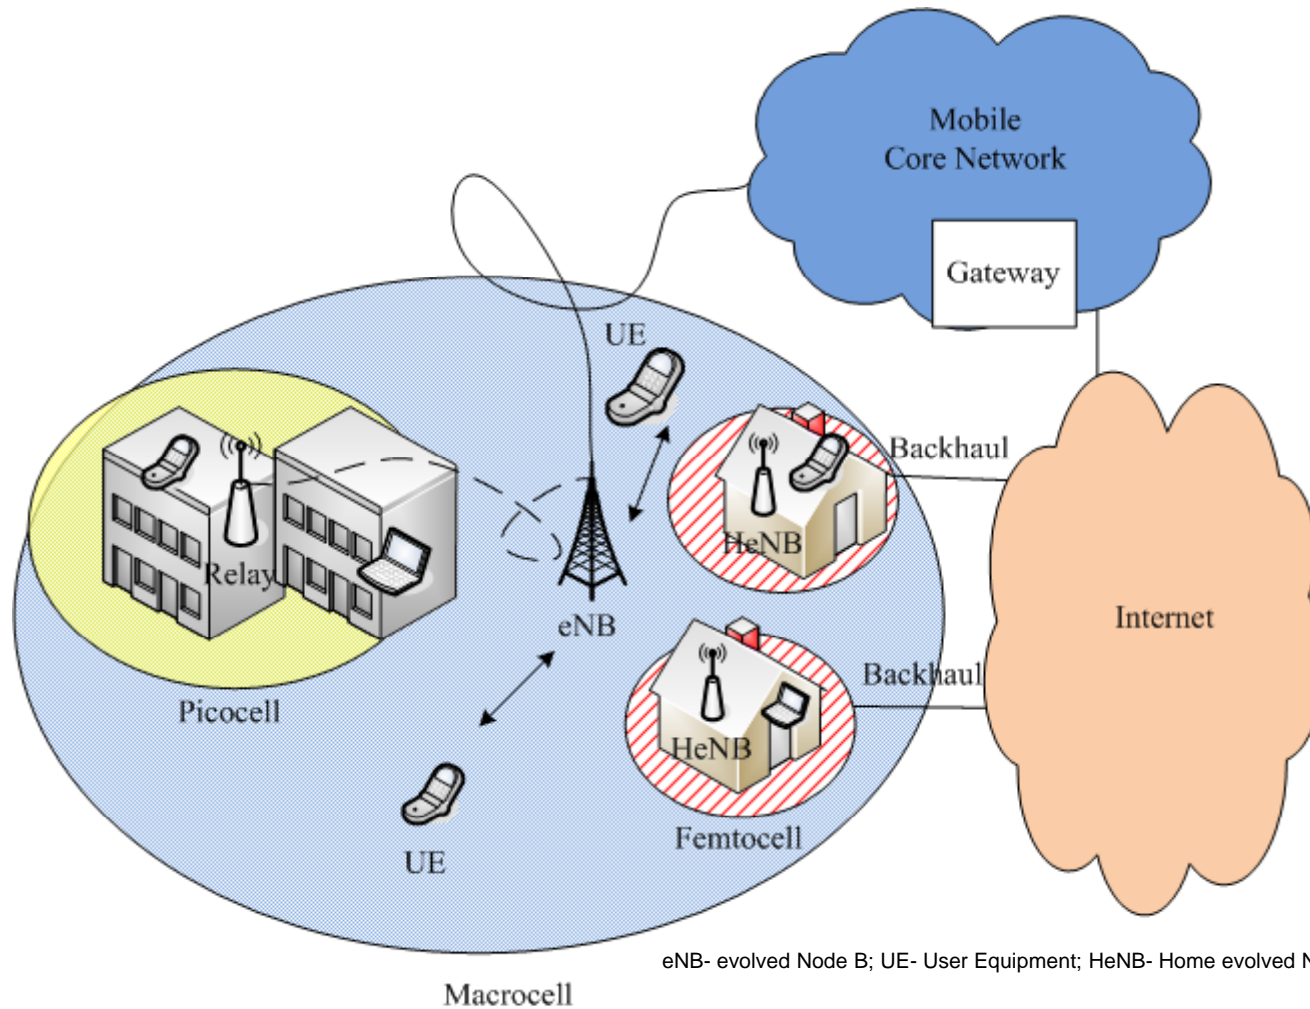 Mobile
Core Network
Gateway
UE
Backhaul
HeNB
Relay
eNB
Internet
Backhaul
Picocell
HeNB
Femtocell
UE
eNB- evolved Node B; UE- User Equipment; HeNB- Home evolved N
Macrocell